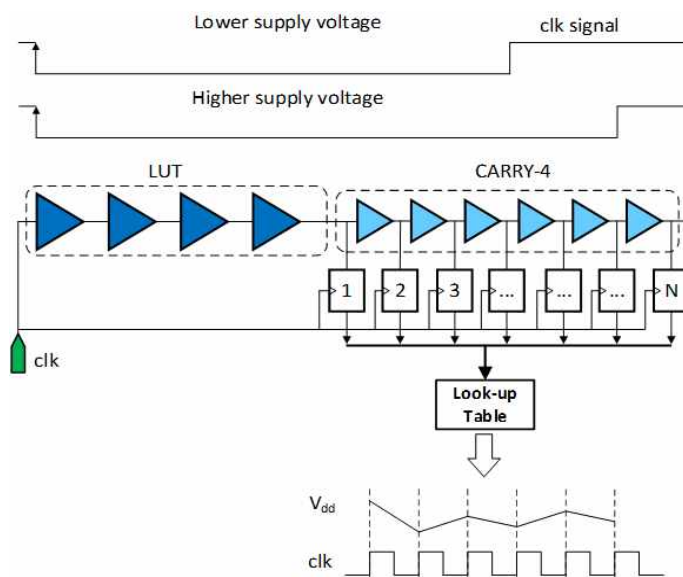 Lower supply voltage
clk signal
Higher supply voltage
LUT
CARRY-4
1
2
3
...
...
...
N
clk
Look-up
Table
Vdd
clk